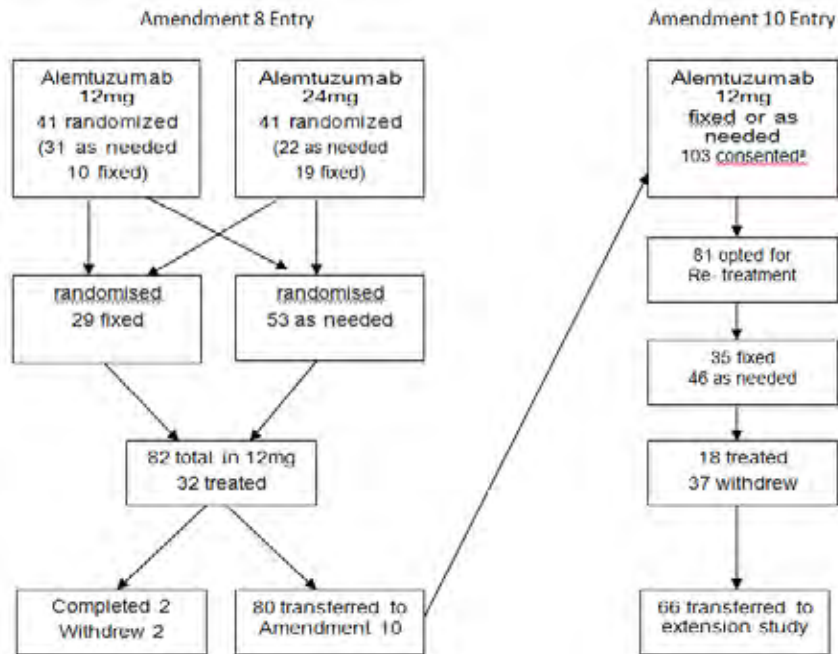 Amendment 8 Entry
Alemtuzumab
12mg
41 randomized
(31 as needed
10 fixed)
Alemtuzumab
24mg
41 randomized
(22 as needed
19 fixed)
randomised
29 fixed
randomised
53 as needed
82 total in 12mg
32 treated
Completed 2
Withdrew 2
80 transferred to
Amendment 10
Amendment 10 Entry
Alemtuzumab
12mg
fixed or as
needed
103 consentedª
81 opted for
Re- treatment
35 fixed
46 as needed
18 treated
37 withdrew
66 transferred to
extension study